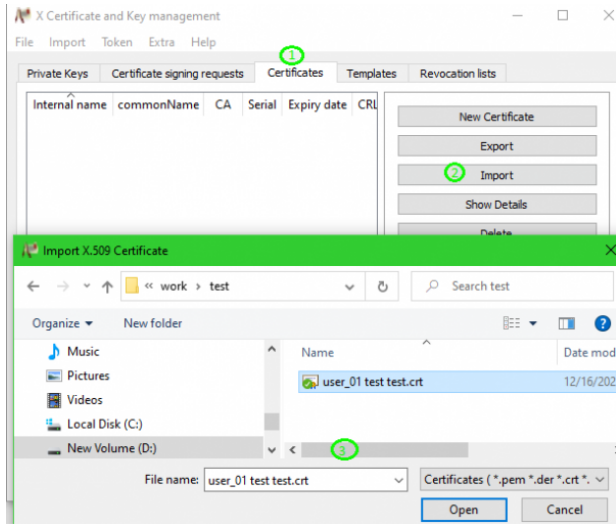 X Certificate and Key management
File Import Token Extra Help
1
Private Keys Certificate signing requests Certificates Templates Revocation lists
Internal name commonName CA Serial Expiry date CRL
New Certificate
Export
2 Import
Show Details
Delete
Import X.509 Certificate
« work › test
Search test
Organize New folder
Music
Pictures
Videos
Local Disk (C:)
New Volume (D:)
Name Date mod
user_01 test test.crt 12/16/202
3
File name: user_01 test test.crt Certificates ( *.pem *.der *.crt *.
Open Cancel